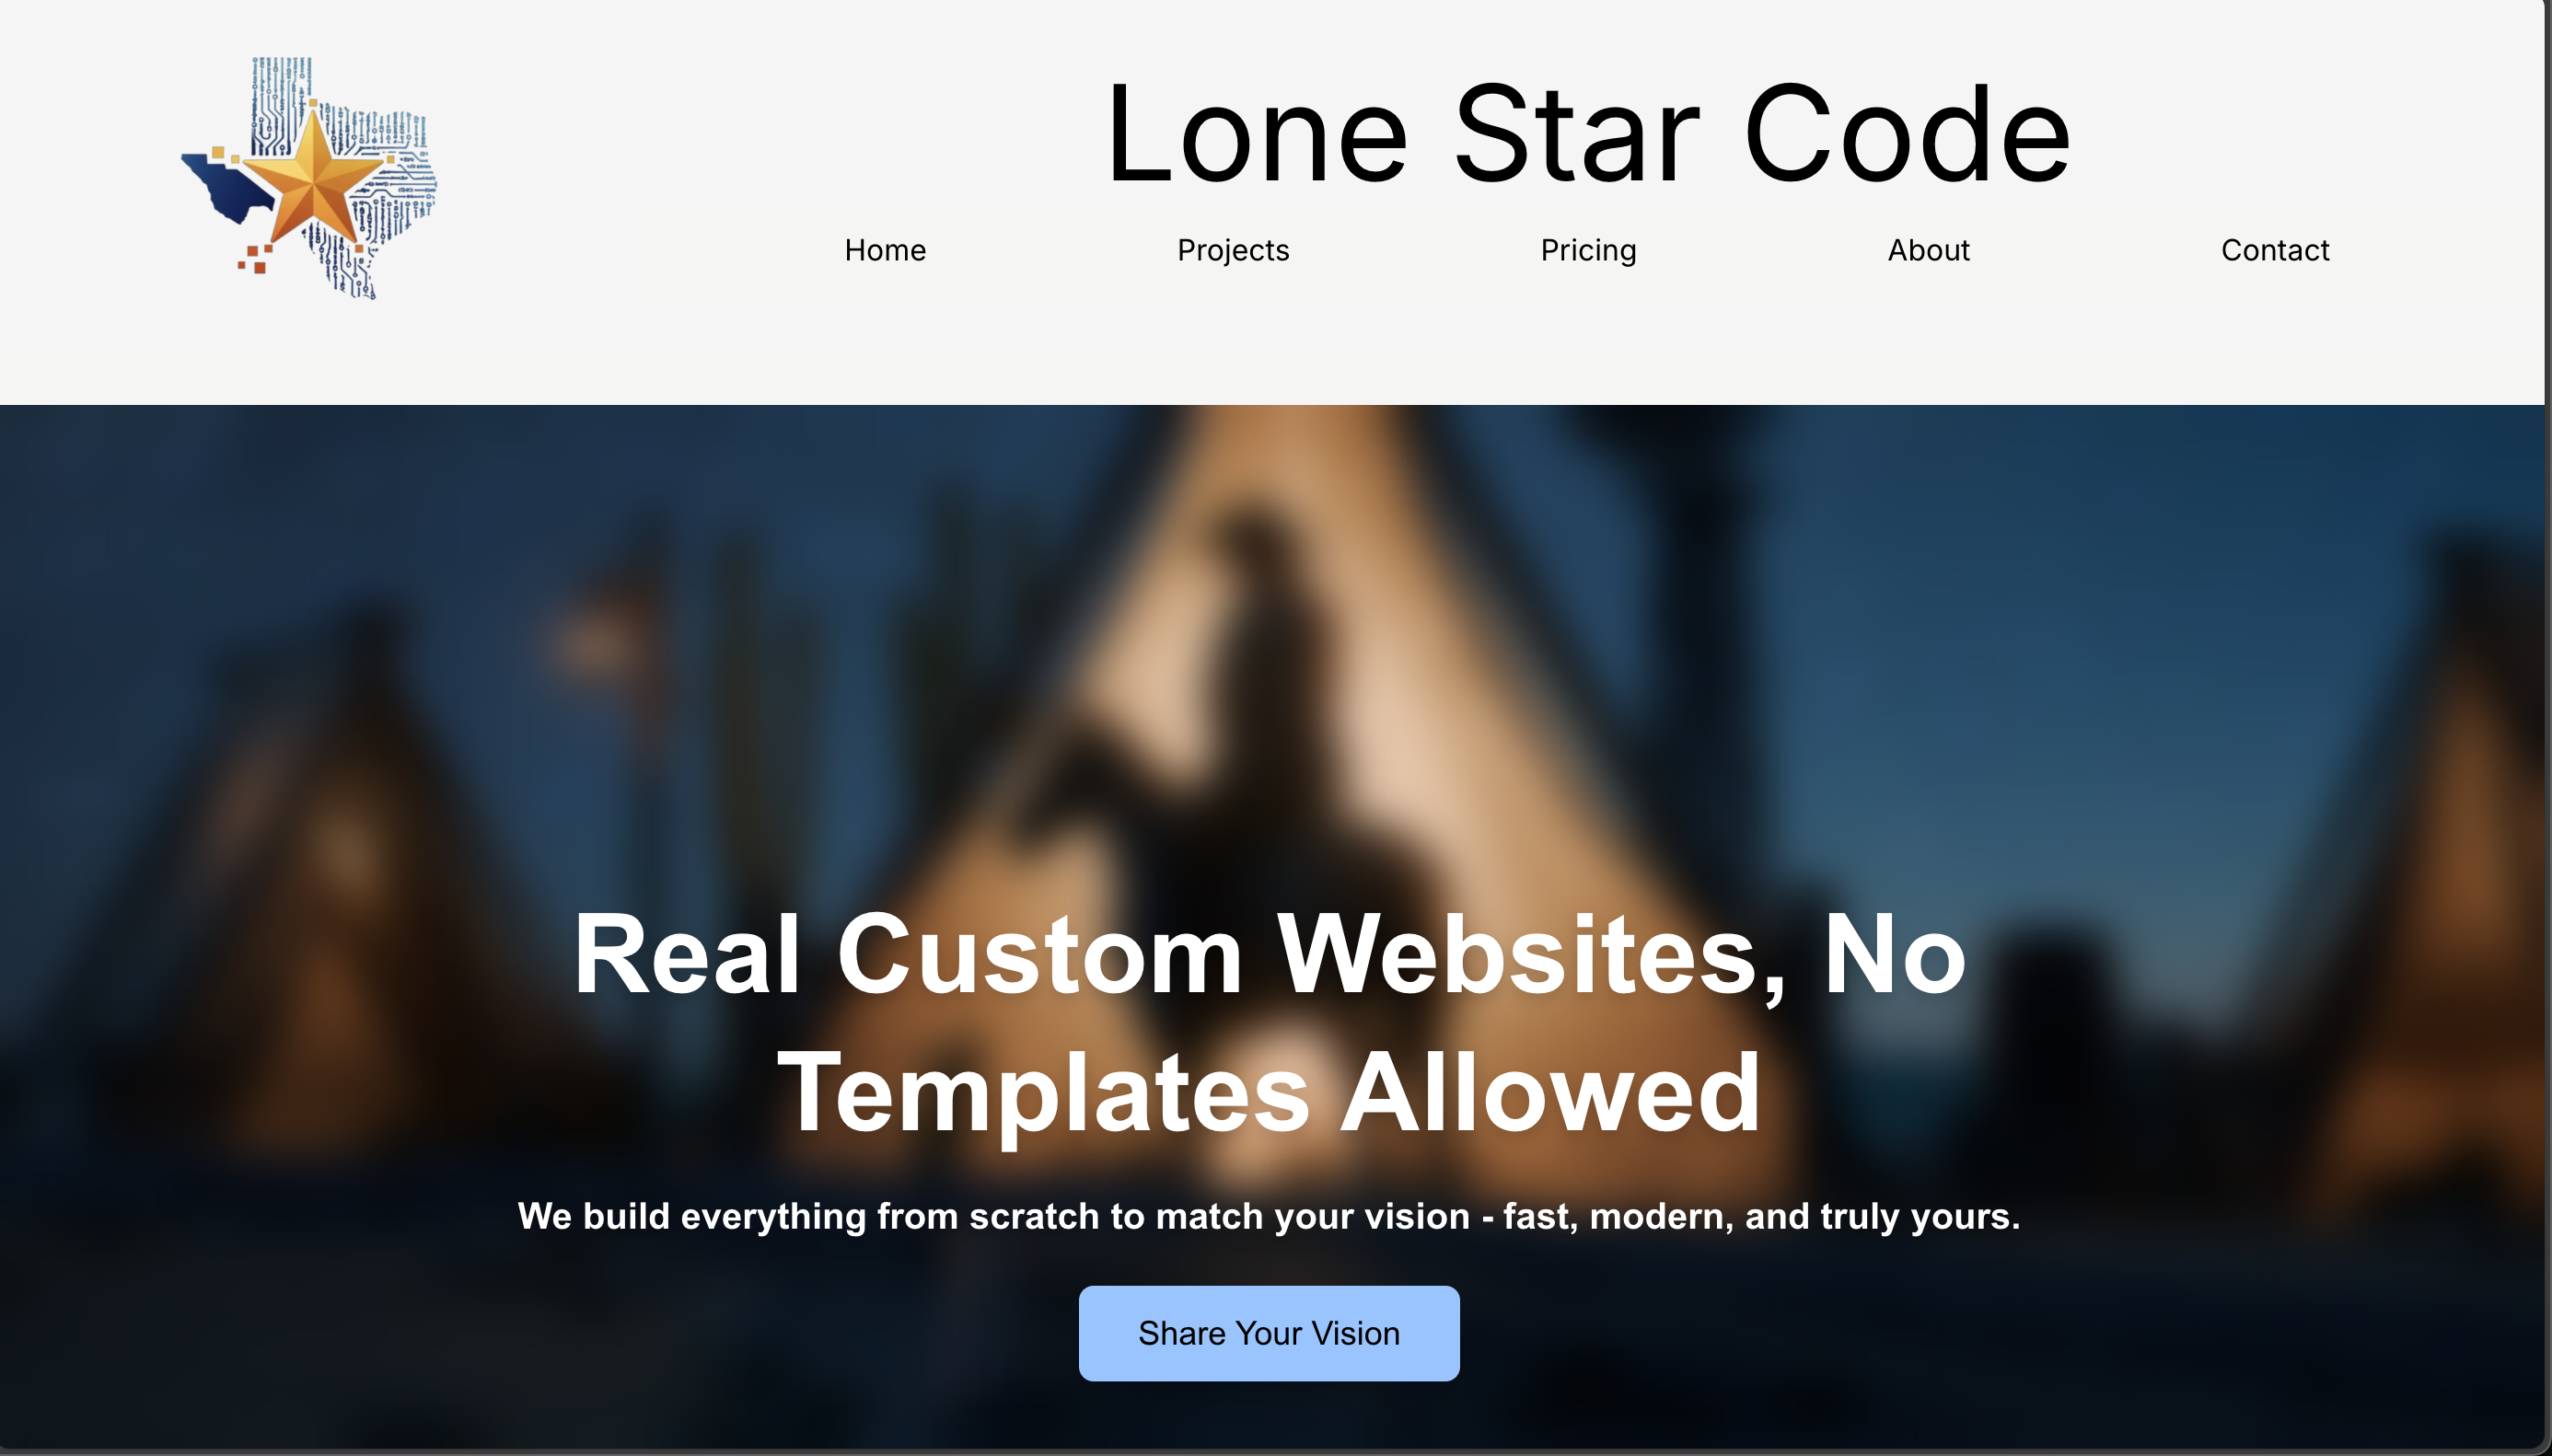 Lone Star Code
Home Projects Pricing About Contact
Real Custom Websites, No
Templates Allowed
We build everything from scratch to match your vision - fast, modern, and truly yours.
Share Your Vision